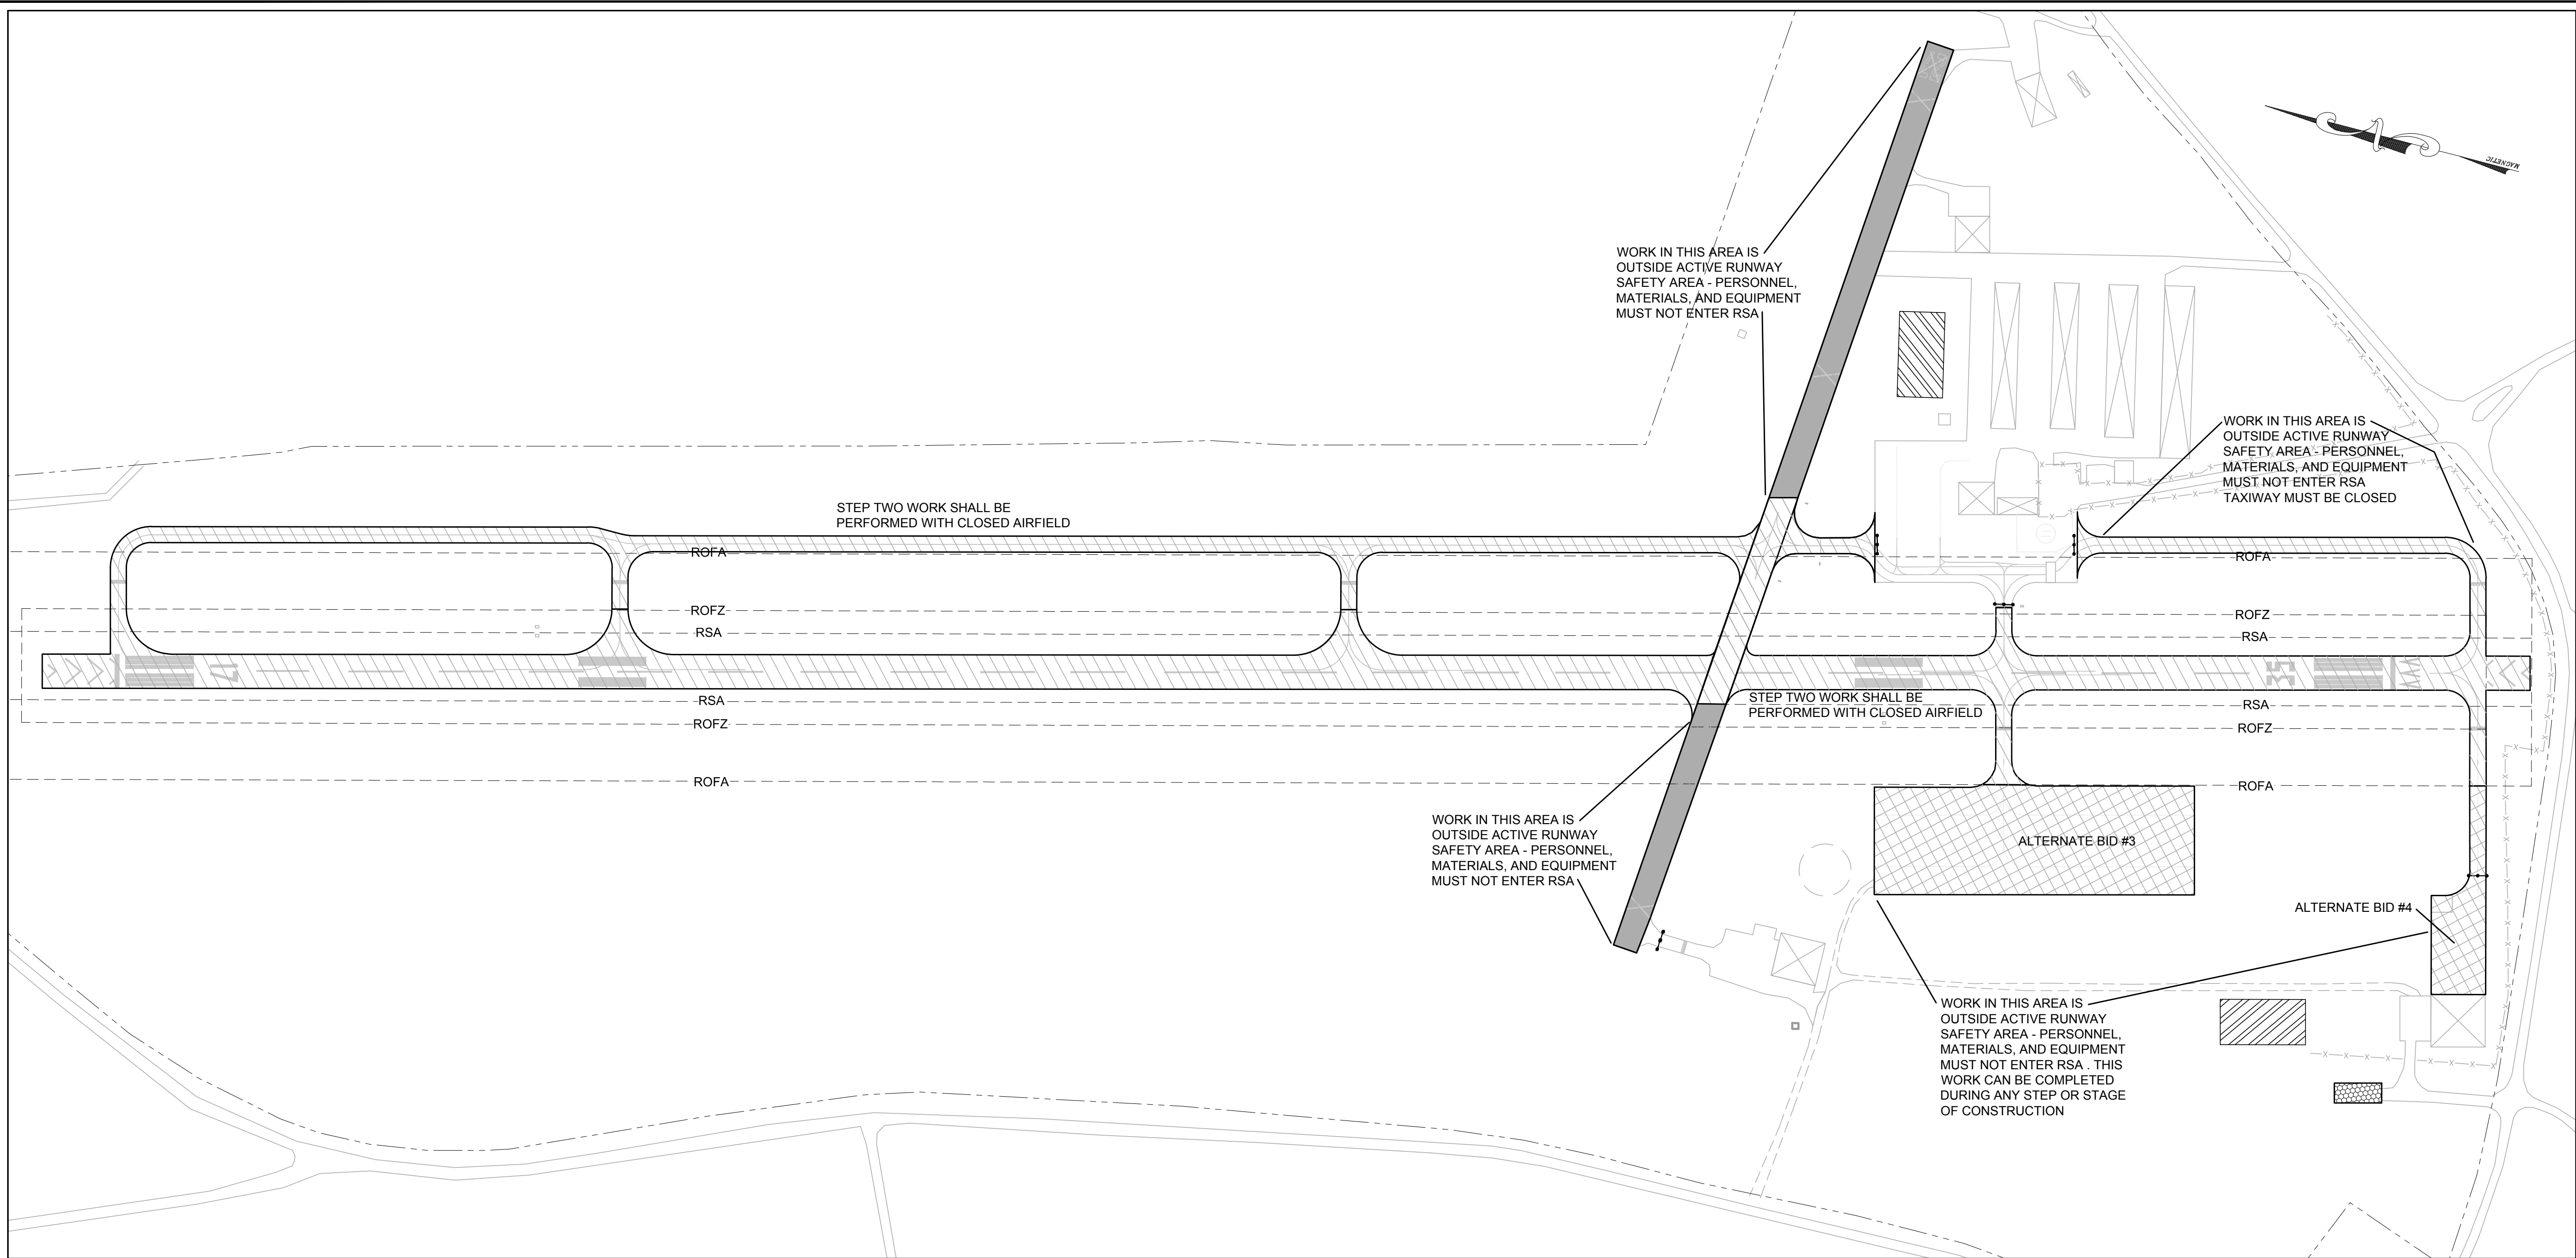 MAGNETIC
WORK IN THIS AREA IS
OUTSIDE ACTIVE RUNWAY
SAFETY AREA - PERSONNEL,
MATERIALS, AND EQUIPMENT
MUST NOT ENTER RSA
WORK IN THIS AREA IS
OUTSIDE ACTIVE RUNWAY
SAFETY AREA - PERSONNEL,
MATERIALS, AND EQUIPMENT
MUST NOT ENTER RSA
TAXIWAY MUST BE CLOSED
STEP TWO WORK SHALL BE
PERFORMED WITH CLOSED AIRFIELD
ROFA
ROFA
ROFZ
ROFZ
RSA
RSA
17
35
RSA
STEP TWO WORK SHALL BE
PERFORMED WITH CLOSED AIRFIELD
RSA
ROFZ
ROFZ
ROFA
ROFA
WORK IN THIS AREA IS
OUTSIDE ACTIVE RUNWAY
SAFETY AREA - PERSONNEL,
MATERIALS, AND EQUIPMENT
MUST NOT ENTER RSA
ALTERNATE BID #3
ALTERNATE BID #4
WORK IN THIS AREA IS
OUTSIDE ACTIVE RUNWAY
SAFETY AREA - PERSONNEL,
MATERIALS, AND EQUIPMENT
MUST NOT ENTER RSA . THIS
WORK CAN BE COMPLETED
DURING ANY STEP OR STAGE
OF CONSTRUCTION